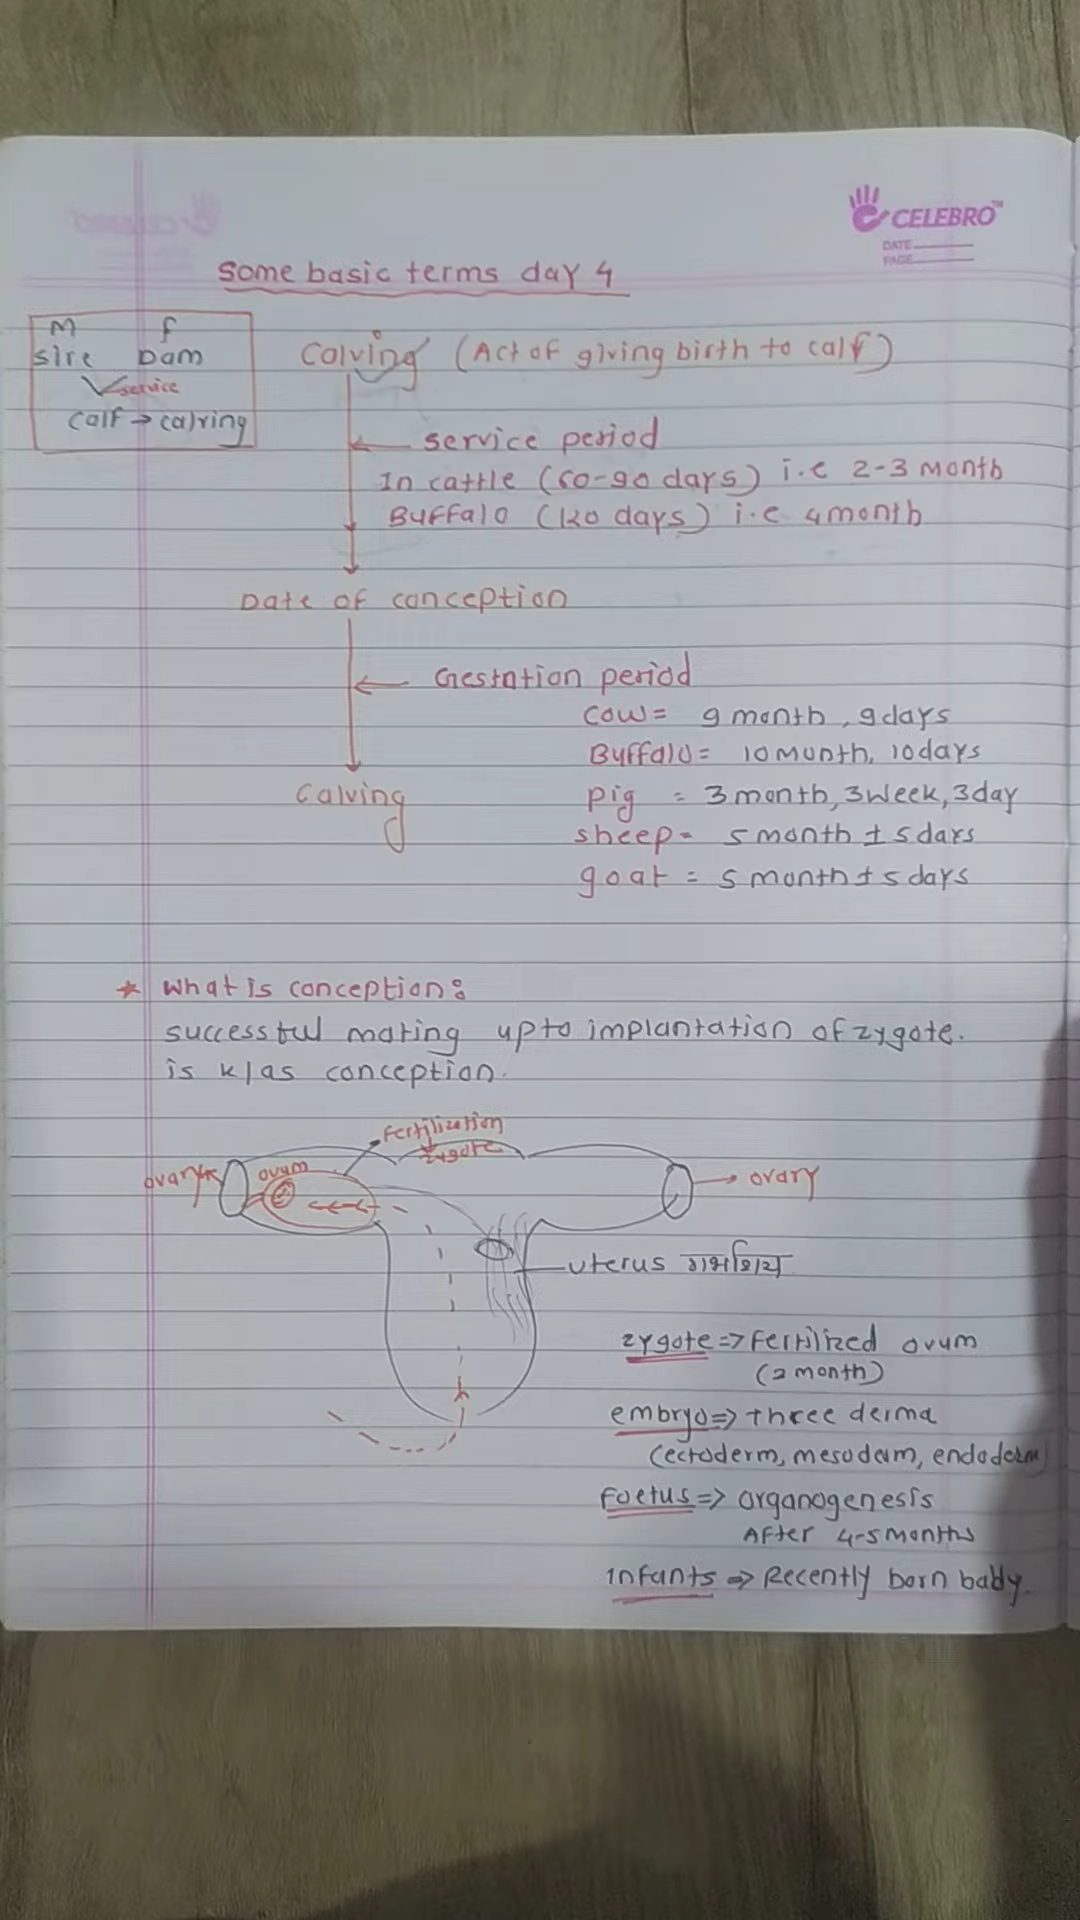 CELEBRO™
DATE
PAGE
Some basic terms day 4
M f
Sire Dam
service
Calf → calving
Calving (Act of giving birth to calf)
← service period
In cattle (60-90 days) i.e 2-3 month
Buffalo (120 days) i.e 4 month
Date of conception
← Gestation period
Cow = 9 month, 9 days
Buffalo = 10 month, 10 days
Calving
Pig = 3 month, 3 week, 3 day
sheep = 5 month ± 5 days
goat = 5 month ± 5 days
* What is conception:
successful mating upto implantation of zygote.
is k/as conception.
Fertilization
zygote
ovary
ovum
→ ovary
uterus गर्भाशय
zygote => Fertilized ovum
(2 month)
embryo => three derma
(ectoderm, mesoderm, endoderm)
Foetus => organogenesis
After 4-5 months
Infants => Recently born baby.